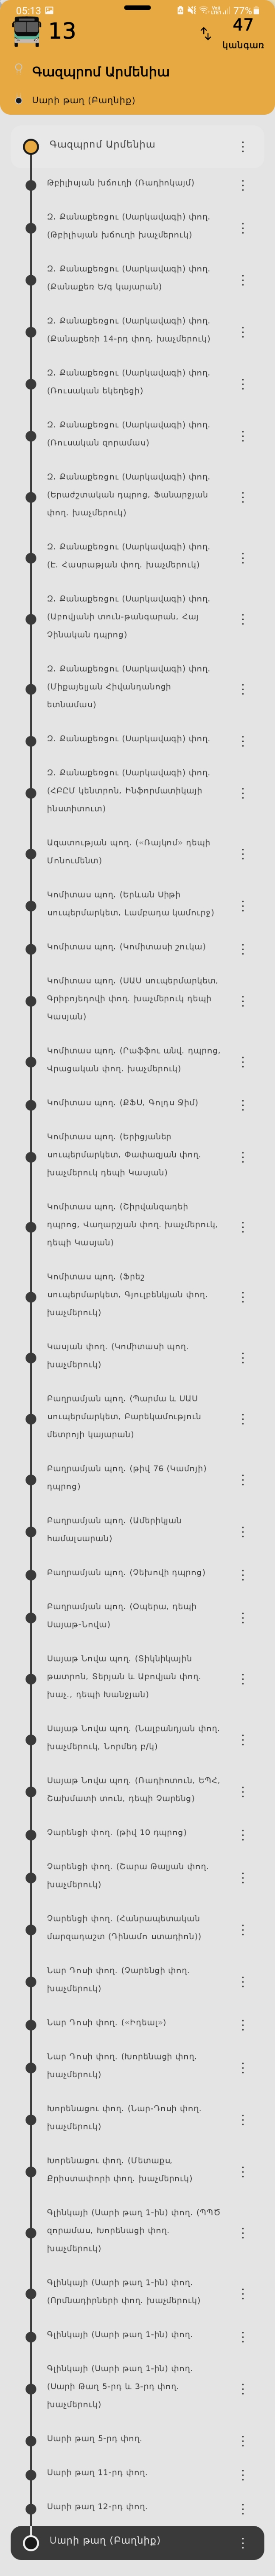 05:13 77%
13
47
կանգառ
Գազպրոմ Արմենիա
Սարի թաղ (Բաղնիք)
Գազպրոմ Արմենիա
Թբիլիսյան խճուղի (Ռադիոկայմ)
Զ. Քանաքեռցու (Սարկավագի) փող.
(Թբիլիսյան խճուղի խաչմերուկ)
Զ. Քանաքեռցու (Սարկավագի) փող.
(Քանաքեռ Ե/գ կայարան)
Զ. Քանաքեռցու (Սարկավագի) փող.
(Քանաքեռի 14-րդ փող. խաչմերուկ)
Զ. Քանաքեռցու (Սարկավագի) փող.
(Ռուսական եկեղեցի)
Զ. Քանաքեռցու (Սարկավագի) փող.
(Ռուսական զորամաս)
Զ. Քանաքեռցու (Սարկավագի) փող.
(Երաժշտական դպրոց, Ֆանարջյան
փող. խաչմերուկ)
Զ. Քանաքեռցու (Սարկավագի) փող.
(Է. Հասրաթյան փող. խաչմերուկ)
Զ. Քանաքեռցու (Սարկավագի) փող.
(Աբովյանի տուն-թանգարան, Հայ
Չինական դպրոց)
Զ. Քանաքեռցու (Սարկավագի) փող.
(Միքայելյան Հիվանդանոցի
ետնամաս)
Զ. Քանաքեռցու (Սարկավագի) փող.
Զ. Քանաքեռցու (Սարկավագի) փող.
(ՀԲԸՄ կենտրոն, Ինֆորմատիկայի
ինստիտուտ)
Ազատության պող. («Ռայկոմ» դեպի
Մոնումենտ)
Կոմիտաս պող. (Երևան Սիթի
սուպերմարկետ, Լամբադա կամուրջ)
Կոմիտաս պող. (Կոմիտասի շուկա)
Կոմիտաս պող. (ՍԱՍ սուպերմարկետ,
Գրիբոյեդովի փող. խաչմերուկ դեպի
Կասյան)
Կոմիտաս պող. (Րաֆֆու անվ. դպրոց,
Վրացական փող. խաչմերուկ)
Կոմիտաս պող. (ՔՖՍ, Գոլդս Ջիմ)
Կոմիտաս պող. (Երիցյաներ
սուպերմարկետ, Փափազյան փող.
խաչմերուկ դեպի Կասյան)
Կոմիտաս պող. (Շիրվանզադեի
դպրոց, Վաղարշյան փող. խաչմերուկ,
դեպի Կասյան)
Կոմիտաս պող. (Ֆրեշ
սուպերմարկետ, Գյուլբենկյան փող.
խաչմերուկ)
Կասյան փող. (Կոմիտասի պող.
խաչմերուկ)
Բաղրամյան պող. (Պարմա և ՍԱՍ
սուպերմարկետ, Բարեկամություն
մետրոյի կայարան)
Բաղրամյան պող. (թիվ 76 (Կամոյի)
դպրոց)
Բաղրամյան պող. (Ամերիկյան
համալսարան)
Բաղրամյան պող. (Չեխովի դպրոց)
Բաղրամյան պող. (Օպերա, դեպի
Սայաթ-Նովա)
Սայաթ Նովա պող. (Տիկնիկային
թատրոն, Տերյան և Աբովյան փող.
խաչ., դեպի Խանջյան)
Սայաթ Նովա պող. (Նալբանդյան փող.
խաչմերուկ, Նորմեդ բ/կ)
Սայաթ Նովա պող. (Ռադիոտուն, ԵՊՀ,
Շախմատի տուն, դեպի Չարենց)
Չարենցի փող. (թիվ 10 դպրոց)
Չարենցի փող. (Շարա Թալյան փող.
խաչմերուկ)
Չարենցի փող. (Հանրապետական
մարզադաշտ (Դինամո ստադիոն))
Նար Դոսի փող. (Չարենցի փող.
խաչմերուկ)
Նար Դոսի փող. («Իդեալ»)
Նար Դոսի փող. (Խորենացի փող.
խաչմերուկ)
Խորենացու փող. (Նար-Դոսի փող.
խաչմերուկ)
Խորենացու փող. (Մետաքս,
Քրիստափորի փող. խաչմերուկ)
Գլինկայի (Սարի թաղ 1-ին) փող. (ՊՊԾ
զորամաս, Խորենացի փող.
խաչմերուկ)
Գլինկայի (Սարի թաղ 1-ին) փող.
(Որմնադիրների փող. խաչմերուկ)
Գլինկայի (Սարի թաղ 1-ին) փող.
Գլինկայի (Սարի թաղ 1-ին) փող.
(Սարի Թաղ 5-րդ և 3-րդ փող.
խաչմերուկ)
Սարի թաղ 5-րդ փող.
Սարի թաղ 11-րդ փող.
Սարի թաղ 12-րդ փող.
Սարի թաղ (Բաղնիք)